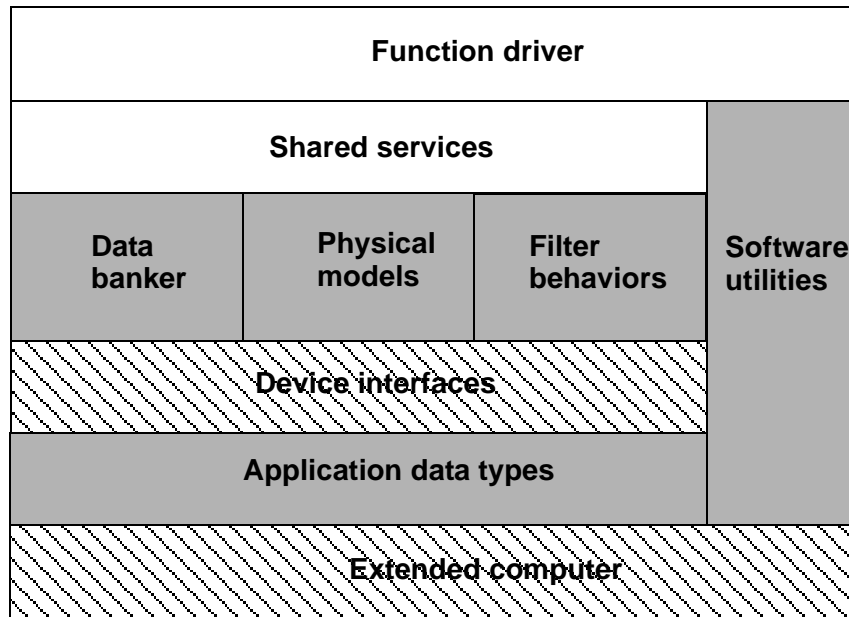 Function driver
Shared services
Data
banker
Physical
models
Filter
behaviors
Software
utilities
Device interfaces
Application data types
Extended computer